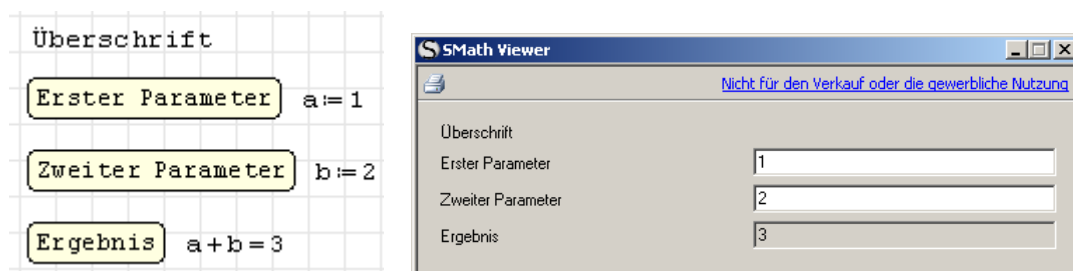 Überschrift
Erster Parameter a:=1
Zweiter Parameter b:=2
Ergebnis a+b=3
SMath Viewer
Nicht für den Verkauf oder die gewerbliche Nutzung
Überschrift
Erster Parameter 1
Zweiter Parameter 2
Ergebnis 3